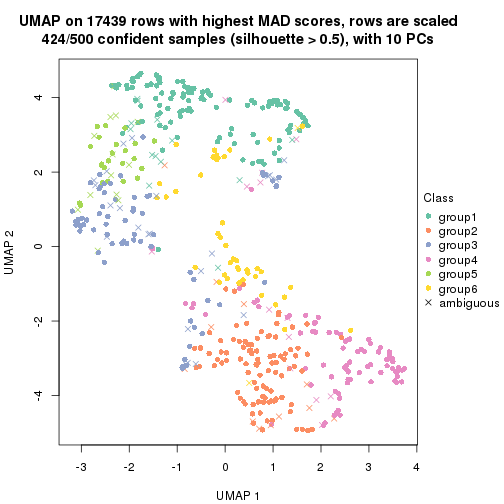 UMAP on 17439 rows with highest MAD scores, rows are scaled
424/500 confident samples (silhouette > 0.5), with 10 PCs
4
2
0
-2
-4
UMAP 2
-3
-2
-1
0
1
2
3
4
UMAP 1
Class
group1
group2
group3
group4
group5
group6
ambiguous